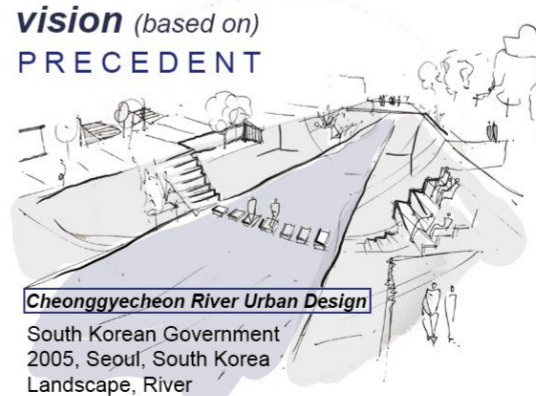 vision (based on)
PRECEDENT
Cheonggyecheon River Urban Design
South Korean Government
2005, Seoul, South Korea
Landscape, River